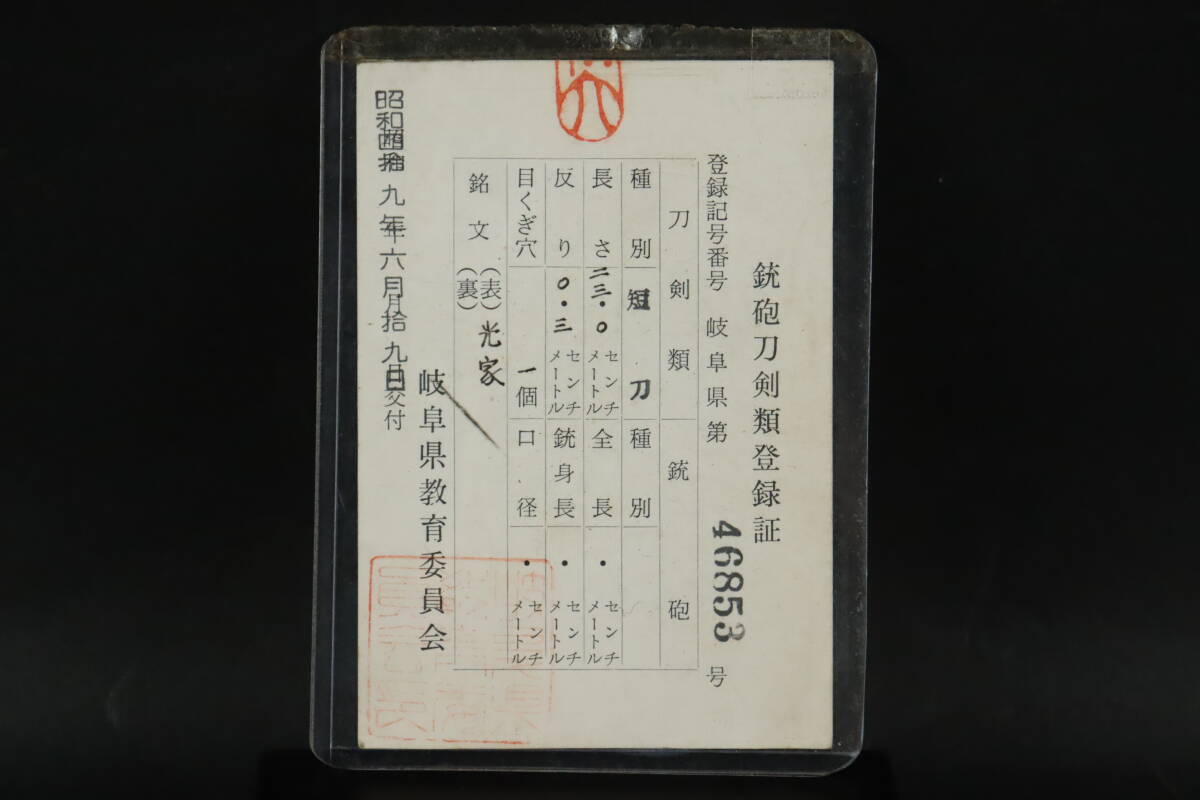 銃砲刀剣類登録証
登録記号番号 岐阜県第 46853 号
刀剣類 銃砲
種別 短刀 種別
長さ 二三・〇 センチメートル 全長 ・ センチメートル
反り 〇・三 センチメートル 銃身長 ・ センチメートル
目くぎ穴 一個 口径 ・ センチメートル
銘文 (表) 光家
(裏)
岐阜県教育委員会
昭和四拾九年六月拾九日交付